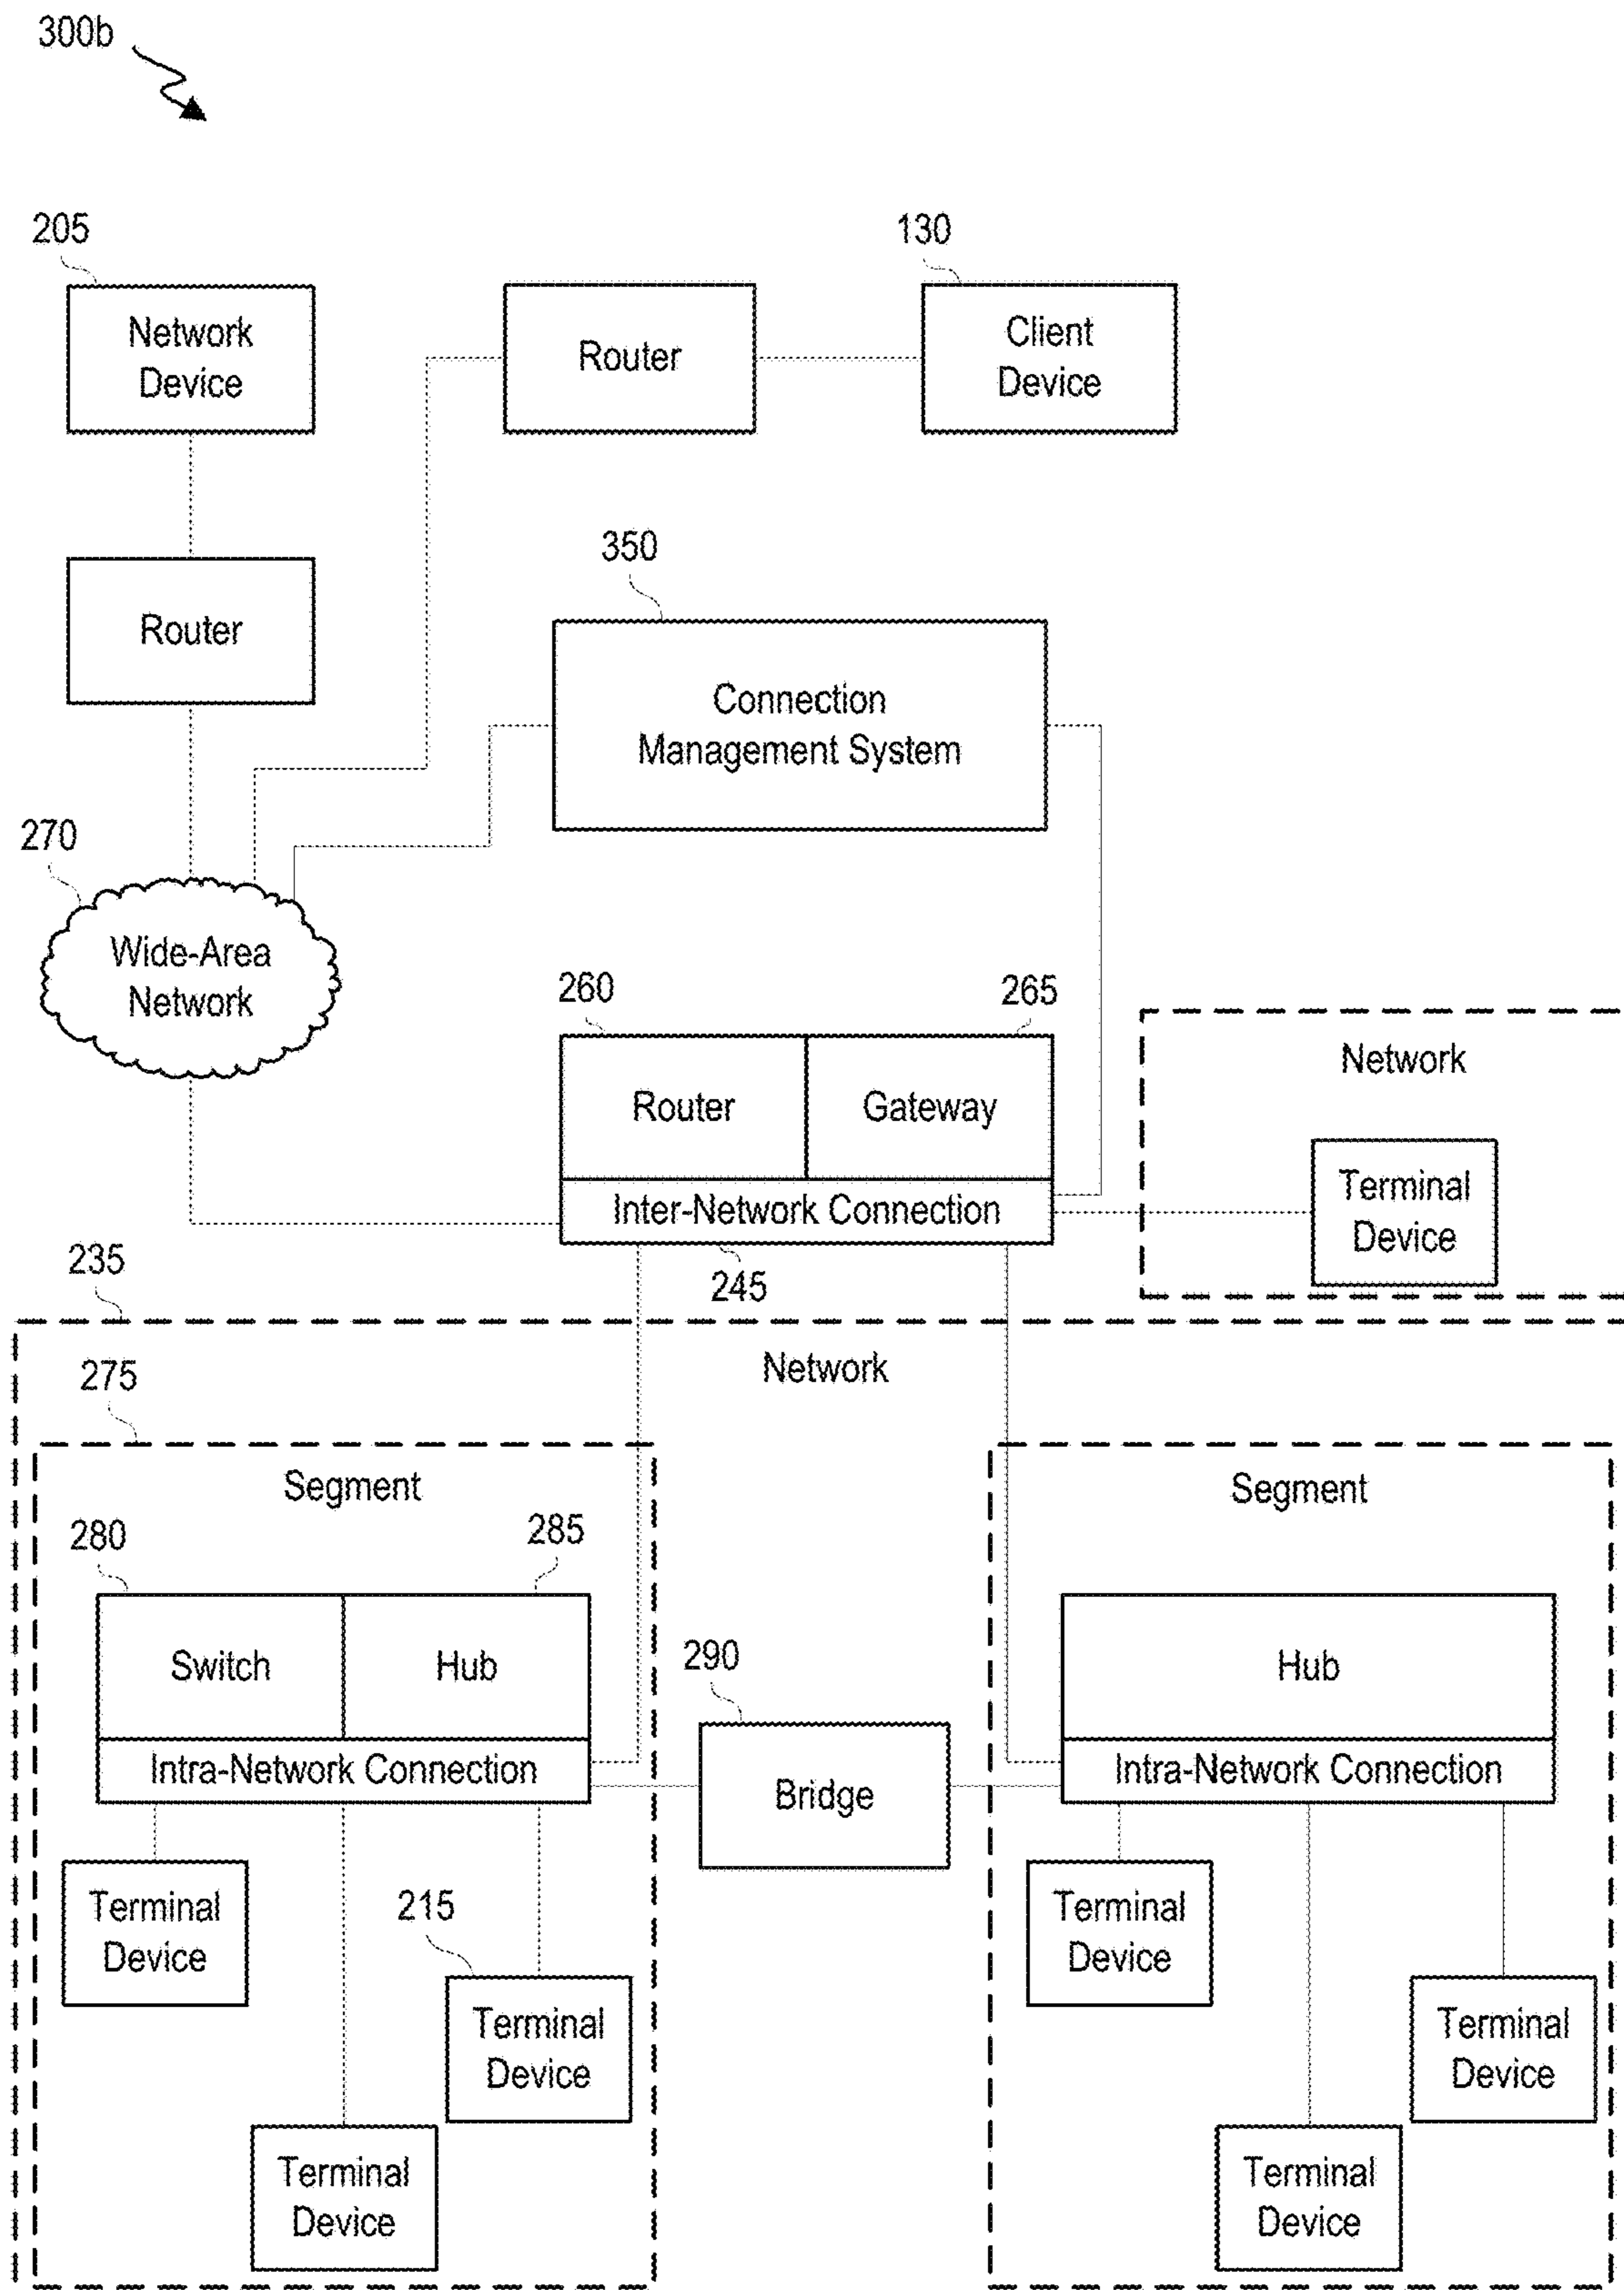 300b
205
130
Network
Device
Router
Client
Device
350
Router
Connection
Management System
270
Wide-Area
Network
260
265
Network
Router
Gateway
Terminal
Device
Inter-Network Connection
245
235
Network
275
Segment
Segment
280
285
Switch
Hub
290
Hub
Intra-Network Connection
Bridge
Intra-Network Connection
Terminal
Device
215
Terminal
Device
Terminal
Device
Terminal
Device
Terminal
Device
Terminal
Device